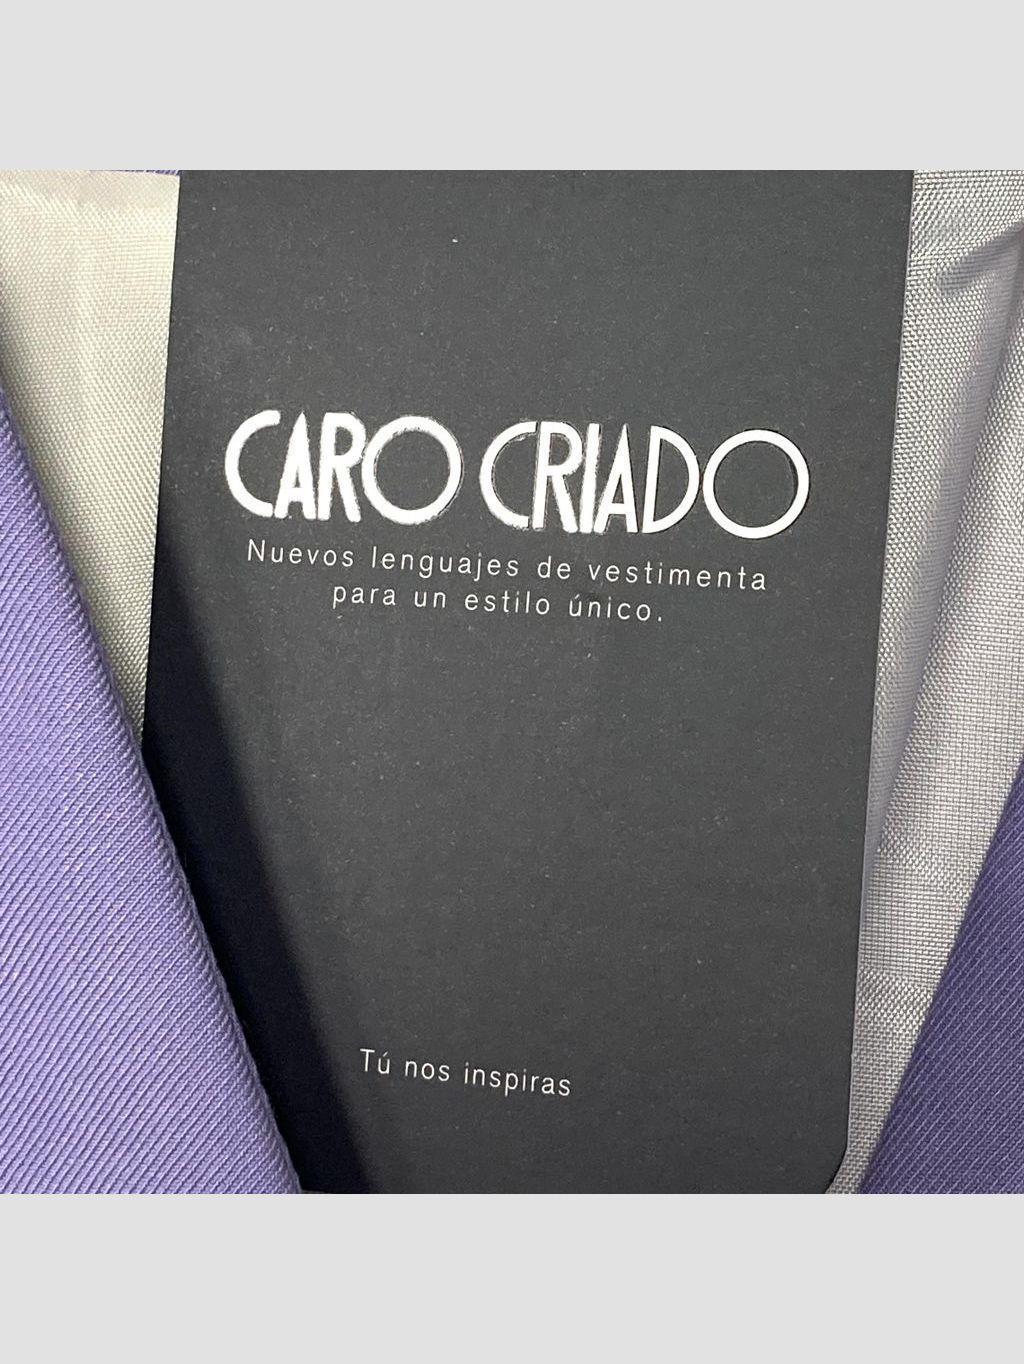 CARO CRIADO
Nuevos lenguajes de vestimenta
para un estilo único.
Tú nos inspiras